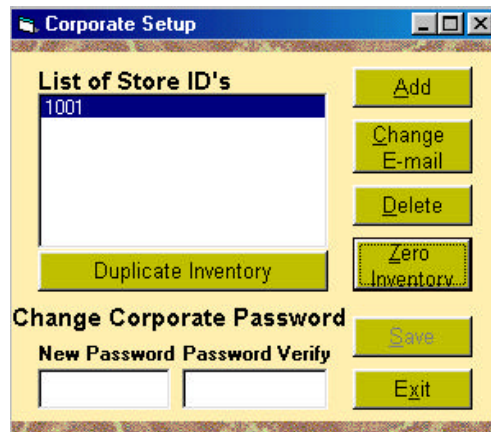 Corporate Setup
List of Store ID's
1001
Add
Change
E-mail
Delete
Duplicate Inventory
Zero
Inventory
Change Corporate Password
New Password Password Verify
Save
Exit